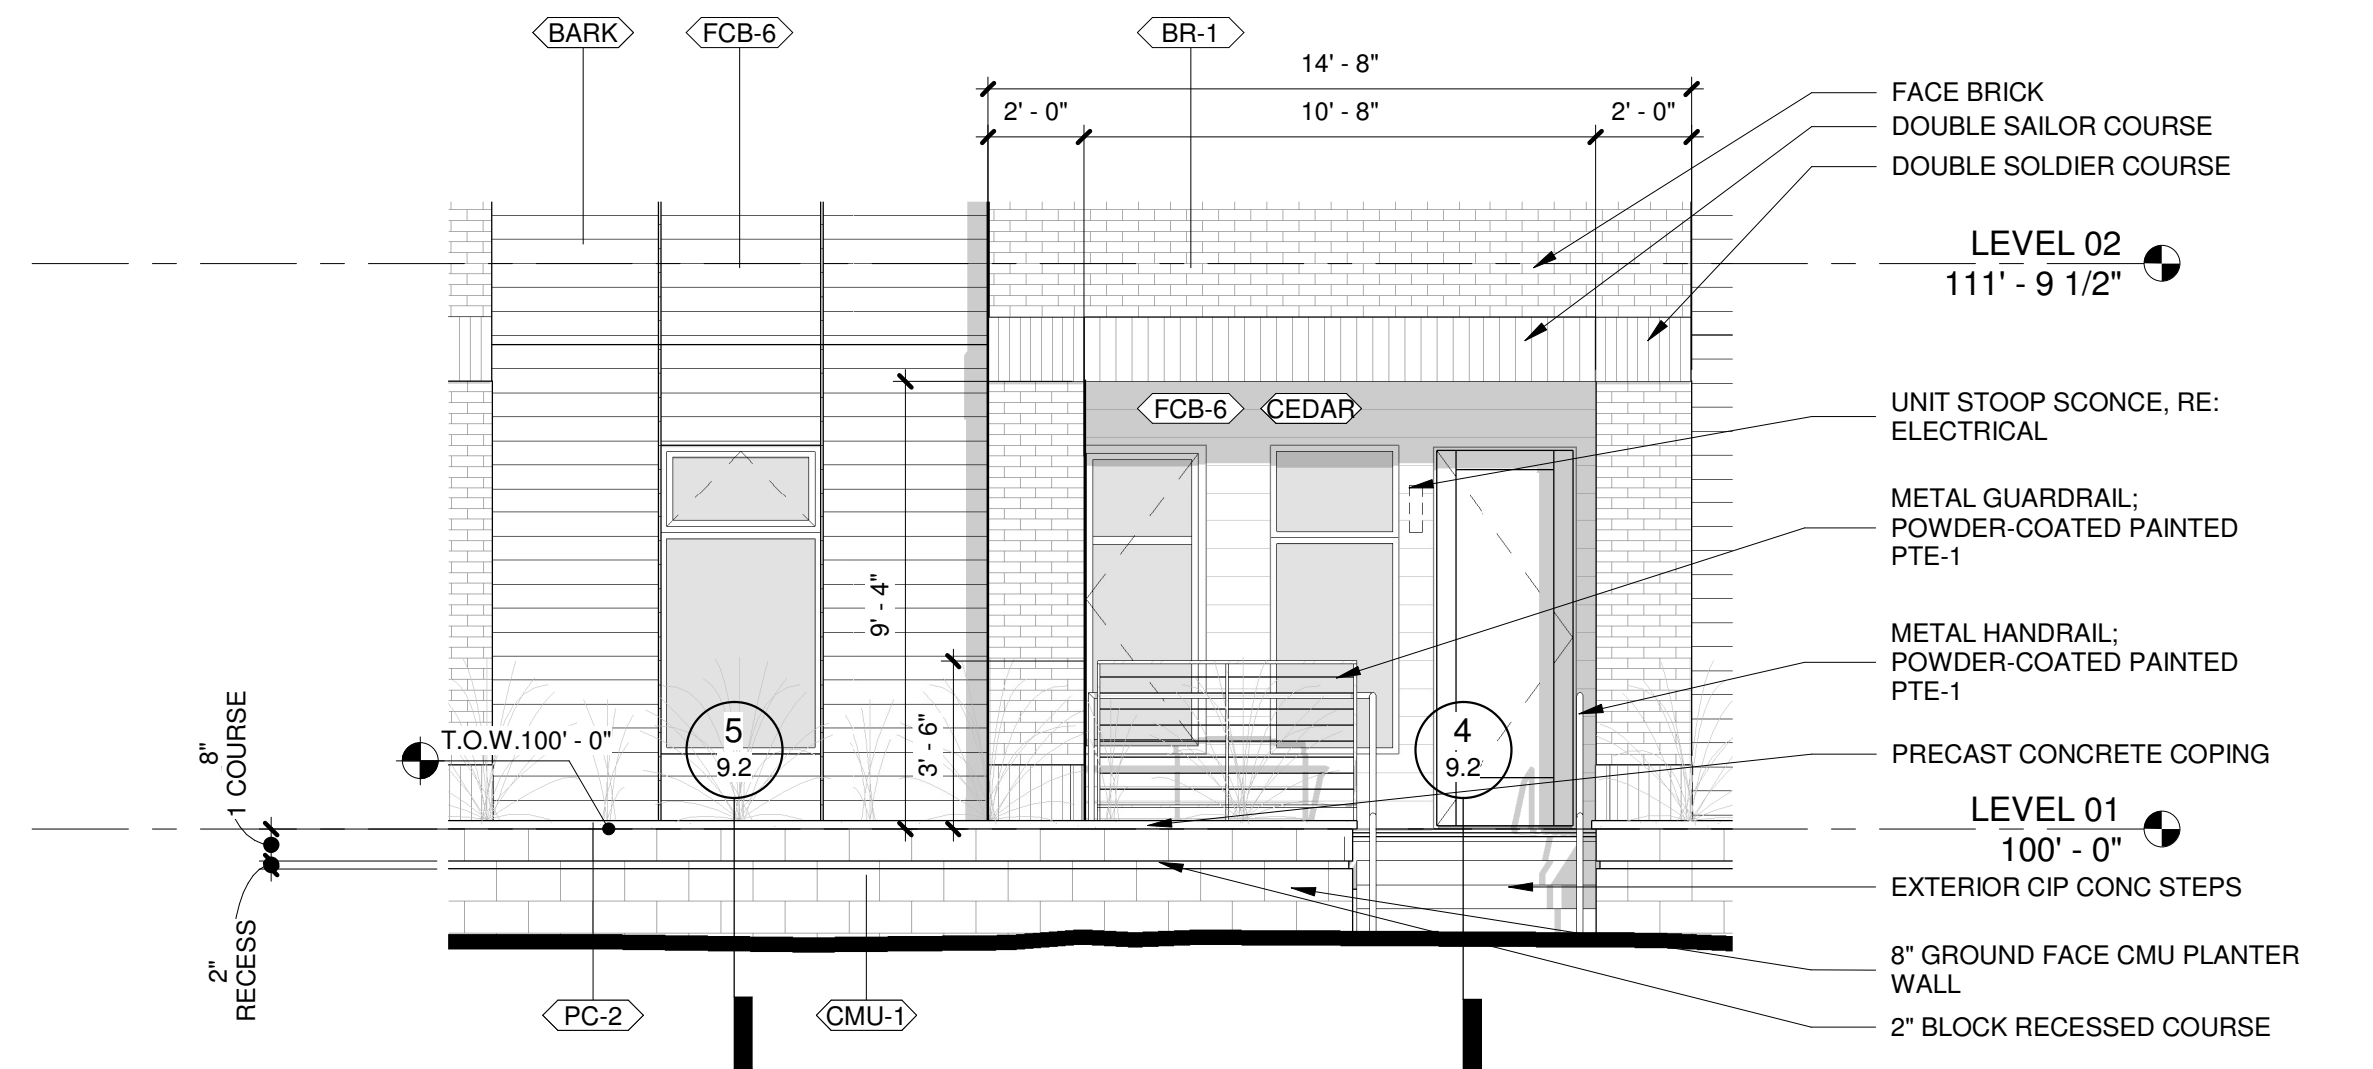 BARK
FCB-6
BR-1
14' - 8"
2' - 0"
10' - 8"
2' - 0"
FACE BRICK
DOUBLE SAILOR COURSE
DOUBLE SOLDIER COURSE
LEVEL 02
111' - 9 1/2"
FCB-6
CEDAR
UNIT STOOP SCONCE, RE:
ELECTRICAL
METAL GUARDRAIL;
POWDER-COATED PAINTED
PTE-1
9' - 4"
METAL HANDRAIL;
POWDER-COATED PAINTED
PTE-1
3' - 6"
8"
1 COURSE
T.O.W.100' - 0"
5
9.2
4
9.2
PRECAST CONCRETE COPING
LEVEL 01
100' - 0"
EXTERIOR CIP CONC STEPS
2"
RECESS
8" GROUND FACE CMU PLANTER
WALL
PC-2
CMU-1
2" BLOCK RECESSED COURSE